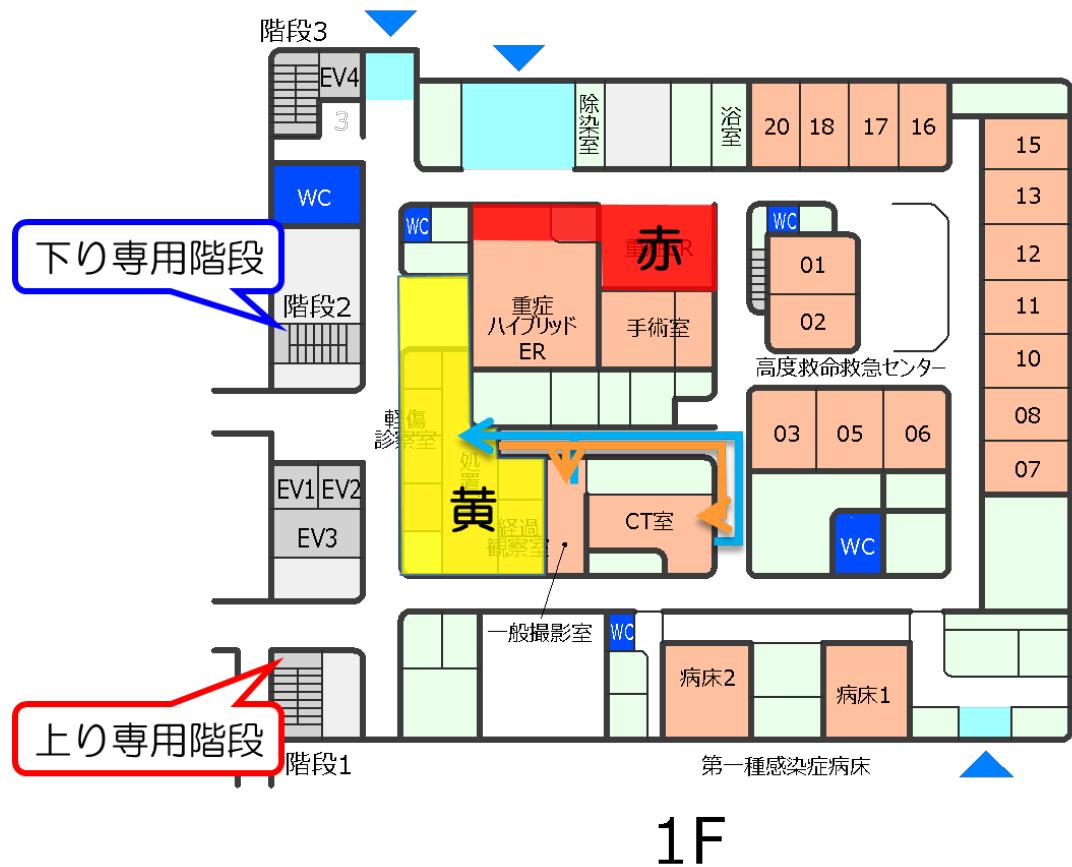 階段3
EV4
3
除染室
浴室
20
18
17
16
15
WC
WC
WC
13
下り専用階段
赤
重症ER
01
12
階段2
重症
ハイブリッド
ER
手術室
02
11
高度救命救急センター
10
軽傷
診察室
03
05
06
08
07
処置
EV1
EV2
黄
CT室
EV3
経過
観察室
WC
一般撮影室
WC
病床2
病床1
上り専用階段
階段1
第一種感染症病床
1F